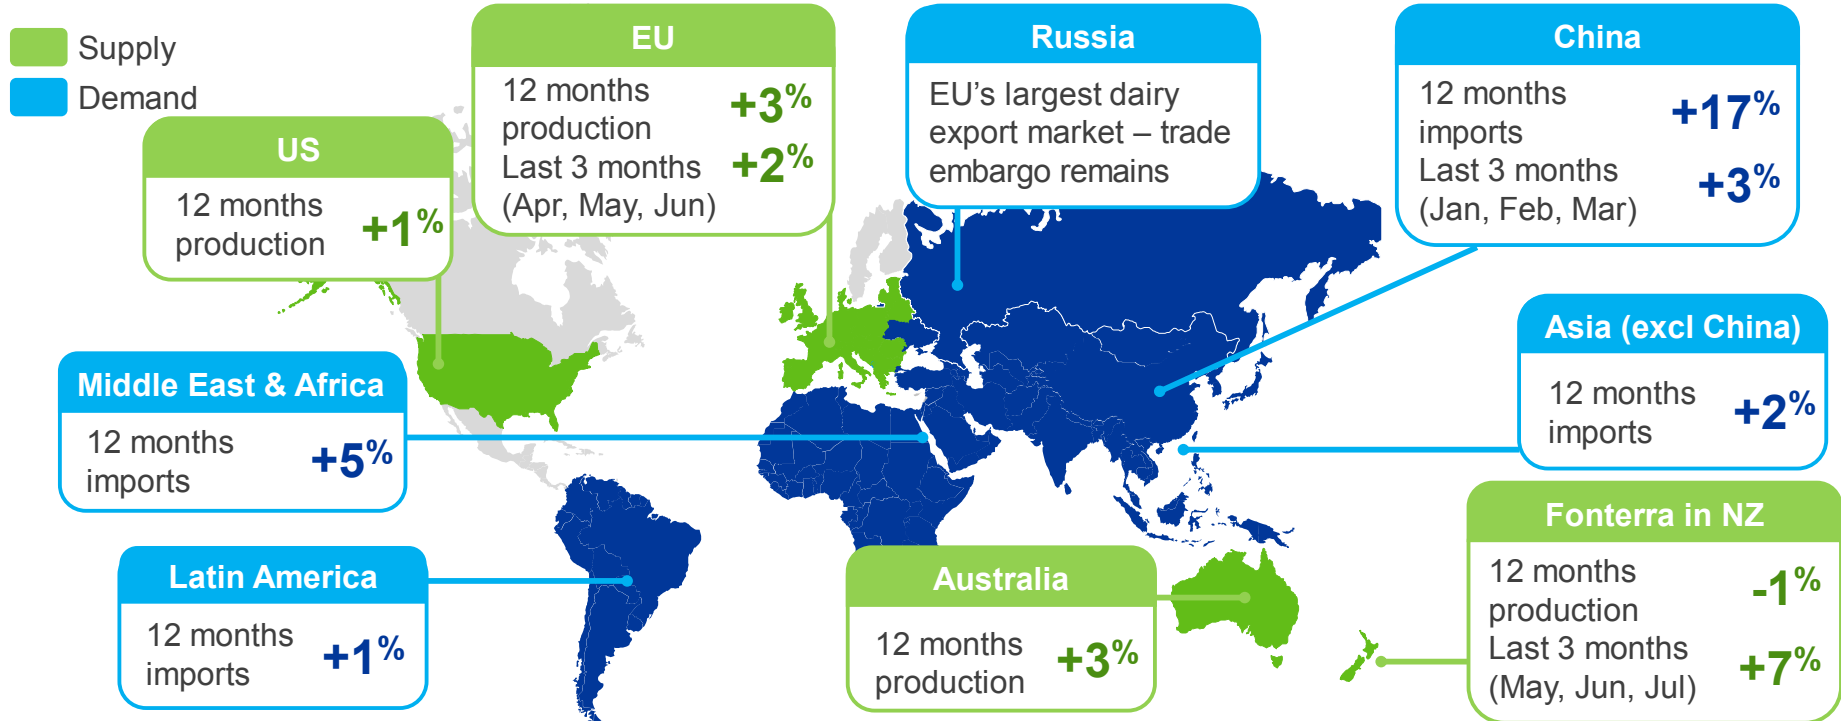 Supply
Demand
US
12 months
production
+1%
EU
12 months
production
+3%
Last 3 months
(Apr, May, Jun)
+2%
Russia
EU's largest dairy
export market – trade
embargo remains
China
12 months
imports
+17%
Last 3 months
(Jan, Feb, Mar)
+3%
Middle East & Africa
12 months
imports
+5%
Asia (excl China)
12 months
imports
+2%
Latin America
12 months
imports
+1%
Australia
12 months
production
+3%
Fonterra in NZ
12 months
production
-1%
Last 3 months
(May, Jun, Jul)
+7%